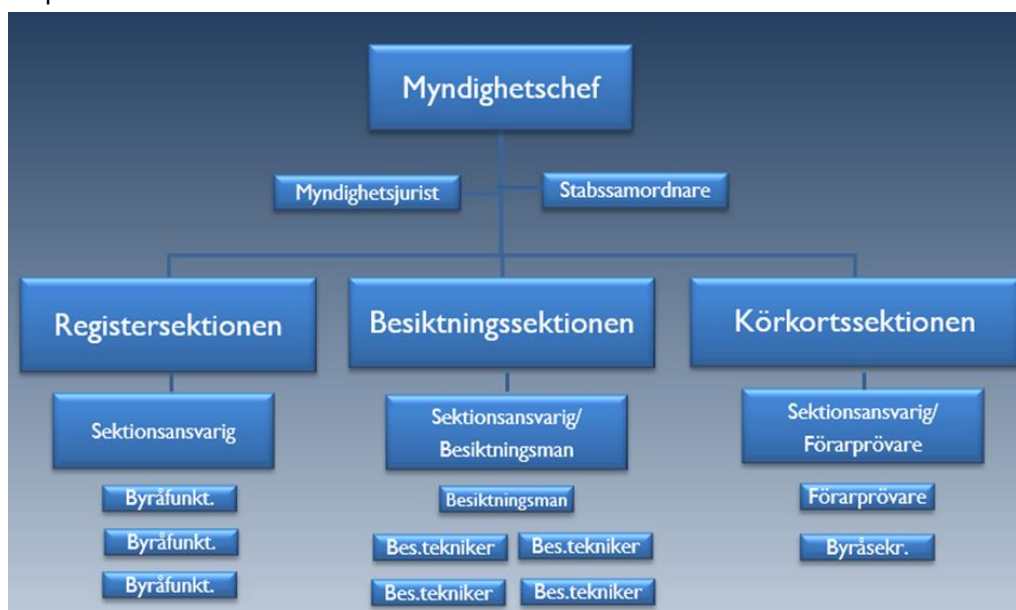 Myndighetschef
Myndighetsjurist
Stabssamordnare
Registersektionen
Besiktningssektionen
Körkortssektionen
Sektionsansvarig
Sektionsansvarig/
Besiktningsman
Sektionsansvarig/
Förarprövare
Byråfunkt.
Besiktningsman
Förarprövare
Byråfunkt.
Bes.tekniker
Bes.tekniker
Byråsekr.
Byråfunkt.
Bes.tekniker
Bes.tekniker